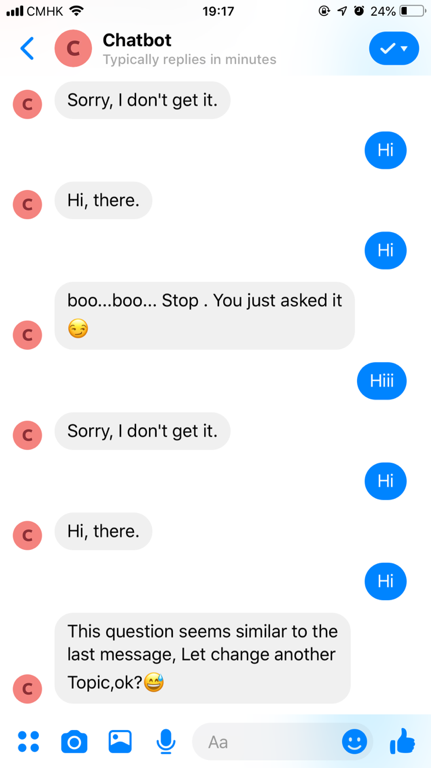 CMHK 19:17 24%
C Chatbot
Typically replies in minutes
C Sorry, I don't get it.
Hi
C Hi, there.
Hi
boo...boo... Stop . You just asked it
C 😏
Hiii
C Sorry, I don't get it.
Hi
C Hi, there.
Hi
This question seems similar to the
last message, Let change another
C Topic,ok?😅
Aa